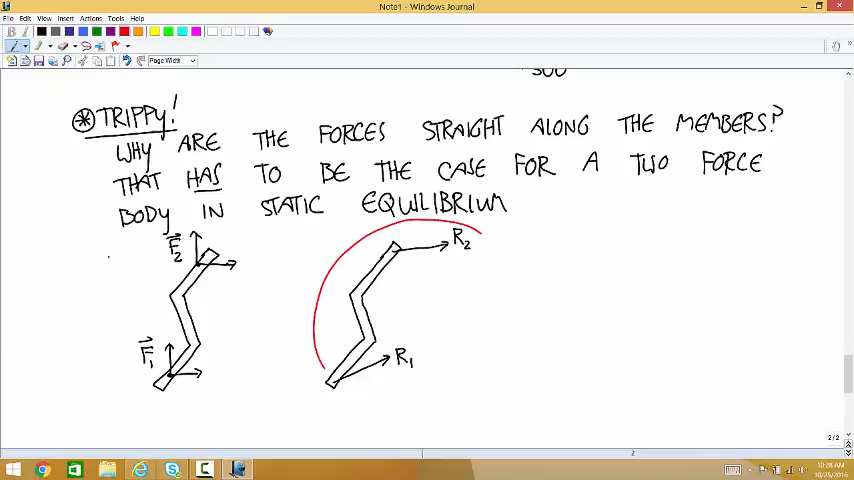 Note1 - Windows Journal
File Edit View Insert Actions Tools Help
B I
Page Width
300
* TRIPPY!
WHY ARE THE FORCES STRAIGHT ALONG THE MEMBERS?
THAT HAS TO BE THE CASE FOR A TWO FORCE
BODY IN STATIC EQUILIBRIUM
F2
R2
F1
R1
2/2
2
10:28 AM
10/25/2016